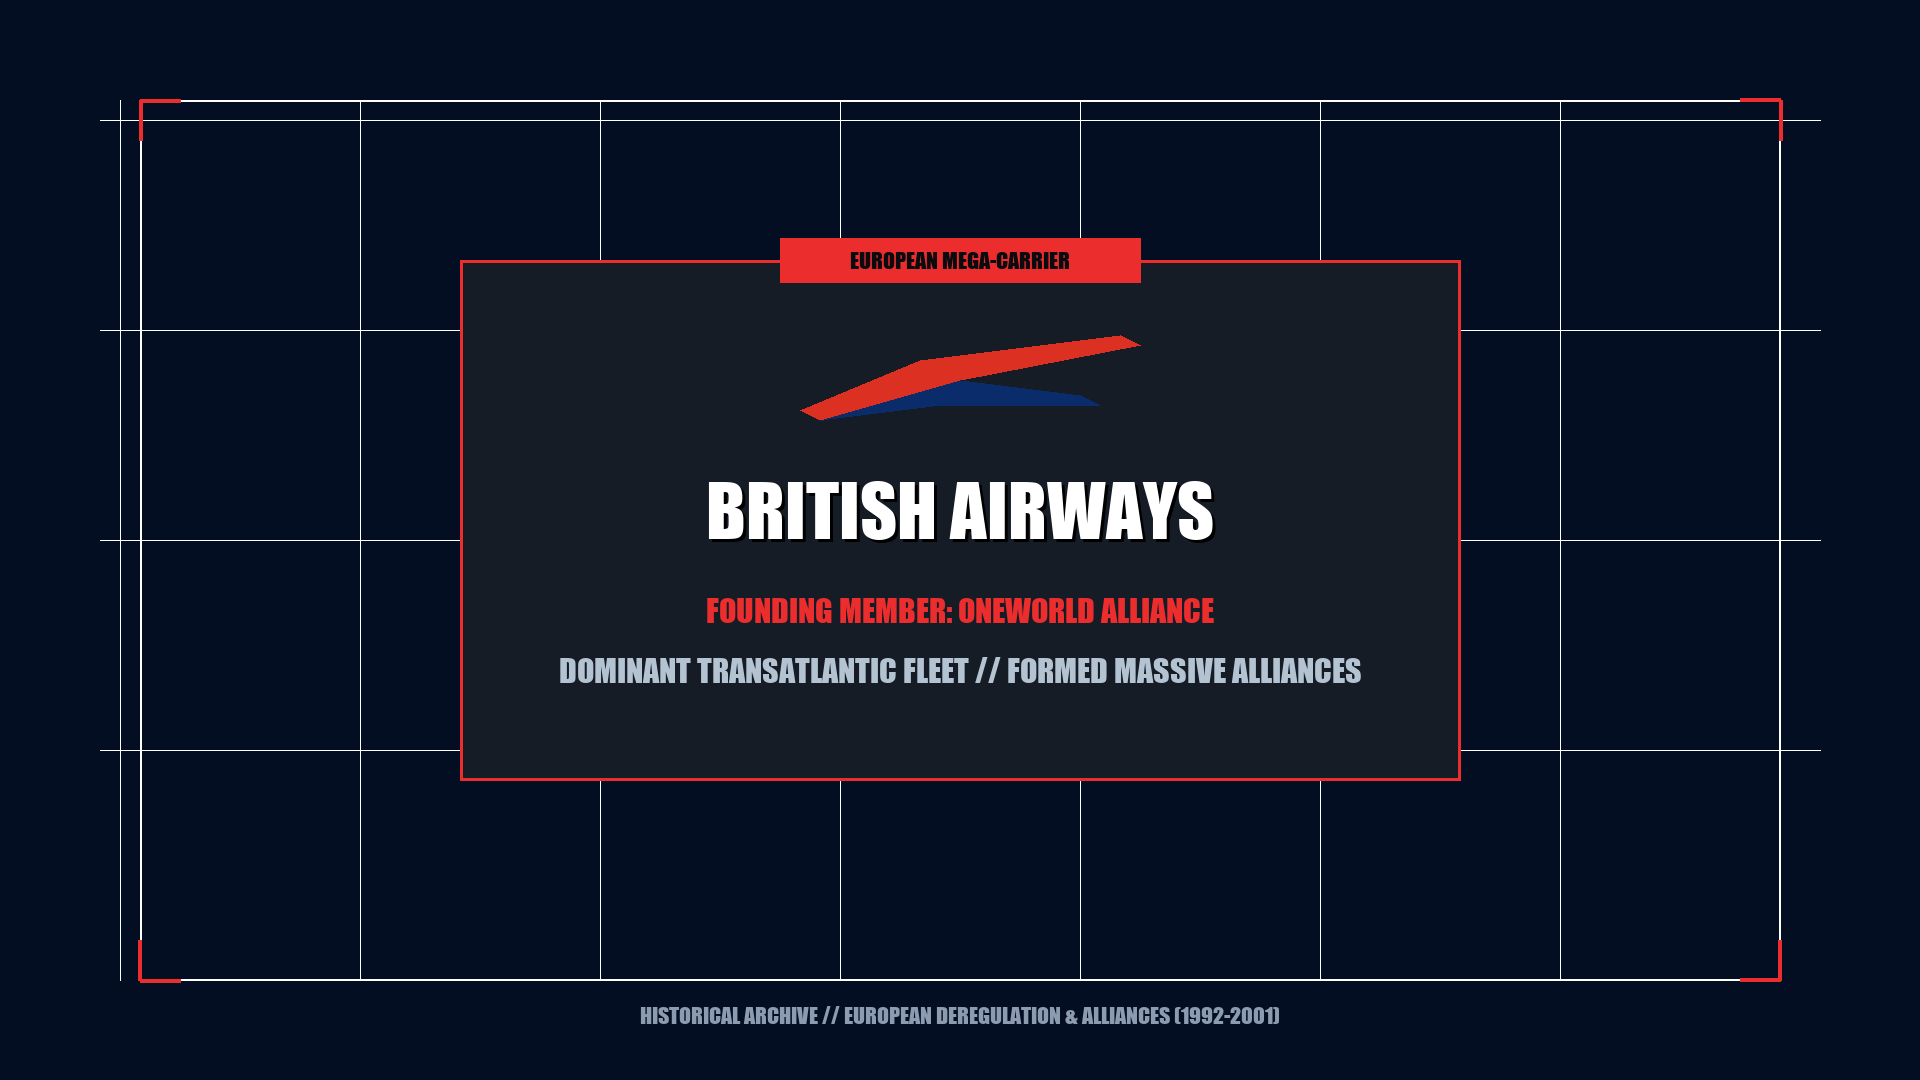 EUROPEAN MEGA-CARRIER
BRITISH AIRWAYS
FOUNDING MEMBER: ONEWORLD ALLIANCE
DOMINANT TRANSATLANTIC FLEET // FORMED MASSIVE ALLIANCES
HISTORICAL ARCHIVE // EUROPEAN DEREGULATION & ALLIANCES (1992-2001)